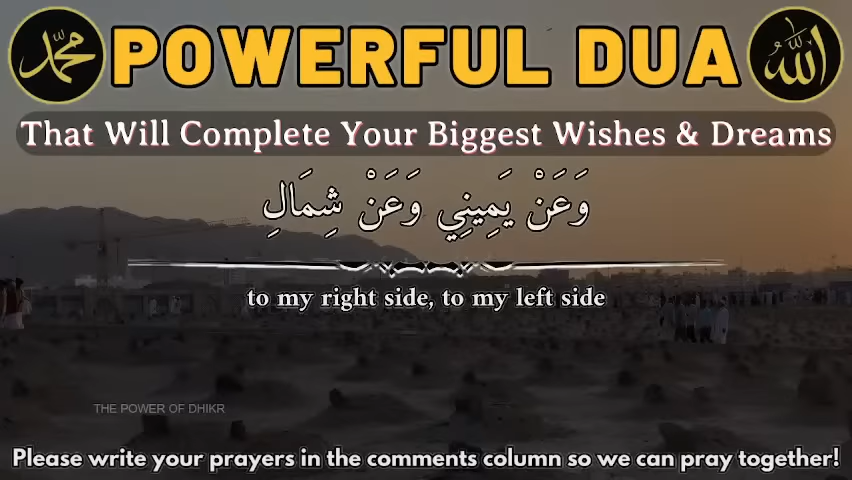 محمد
POWERFUL DUA
الله
That Will Complete Your Biggest Wishes & Dreams
وَعَنْ يَمِينِي وَعَنْ شِمَالِ
to my right side, to my left side
THE POWER OF DHIKR
Please write your prayers in the comments column so we can pray together!